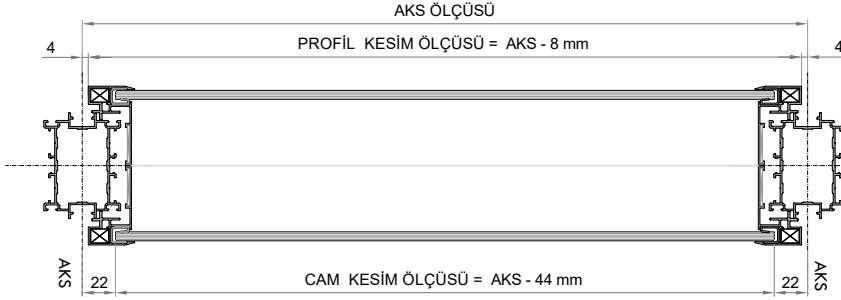 AKS ÖLÇÜSÜ
4
PROFİL KESİM ÖLÇÜSÜ = AKS - 8 mm
4
AKS
22
CAM KESİM ÖLÇÜSÜ = AKS - 44 mm
22
AKS